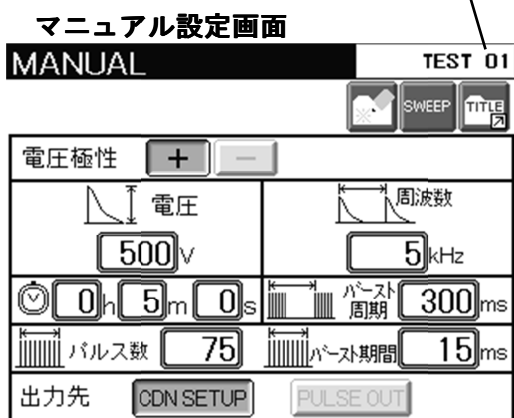 マニュアル設定画面
MANUAL TEST 01
SWEEP TITLE
電圧極性 + −
電圧 周波数
500V 5kHz
0h 5m 0s バースト周期 300ms
パルス数 75 バースト期間 15ms
出力先 CDN SETUP PULSE OUT